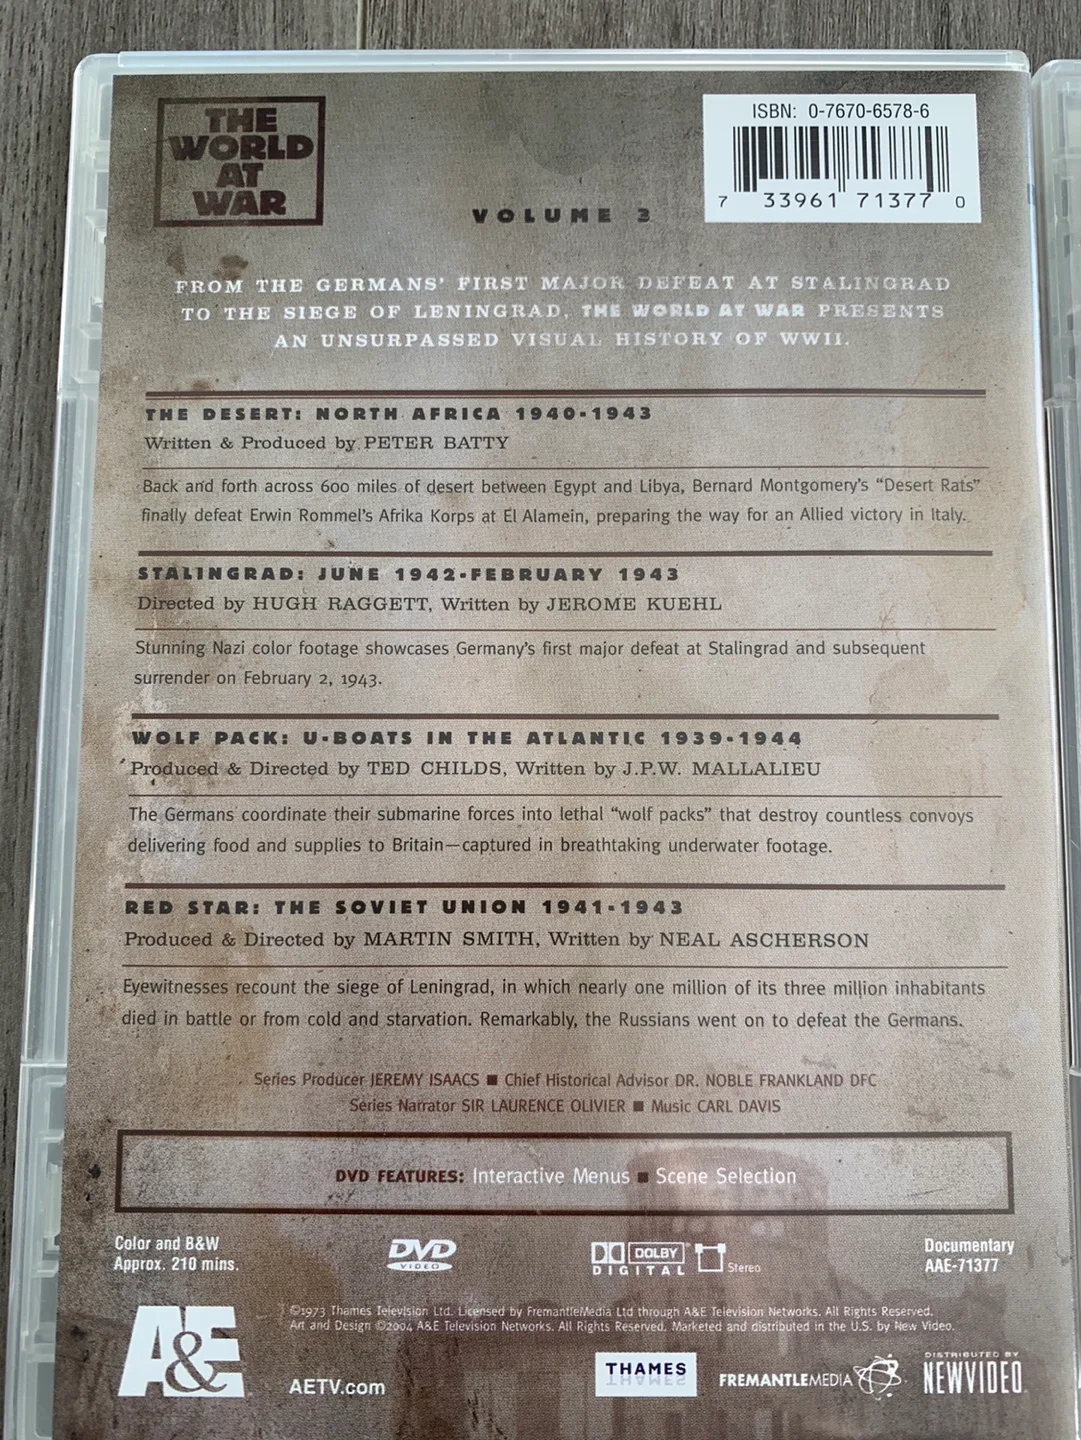 THE
WORLD
AT
WAR
ISBN: 0-7670-6578-6
7 33961 71377 0
VOLUME 3
FROM THE GERMANS' FIRST MAJOR DEFEAT AT STALINGRAD
TO THE SIEGE OF LENINGRAD, THE WORLD AT WAR PRESENTS
AN UNSURPASSED VISUAL HISTORY OF WWII.
THE DESERT: NORTH AFRICA 1940-1943
Written & Produced by PETER BATTY
Back and forth across 600 miles of desert between Egypt and Libya, Bernard Montgomery's “Desert Rats”
finally defeat Erwin Rommel's Afrika Korps at El Alamein, preparing the way for an Allied victory in Italy.
STALINGRAD: JUNE 1942-FEBRUARY 1943
Directed by HUGH RAGGETT, Written by JEROME KUEHL
Stunning Nazi color footage showcases Germany's first major defeat at Stalingrad and subsequent
surrender on February 2, 1943.
WOLF PACK: U-BOATS IN THE ATLANTIC 1939-1944
Produced & Directed by TED CHILDS, Written by J.P.W. MALLALIEU
The Germans coordinate their submarine forces into lethal “wolf packs” that destroy countless convoys
delivering food and supplies to Britain—captured in breathtaking underwater footage.
RED STAR: THE SOVIET UNION 1941-1943
Produced & Directed by MARTIN SMITH, Written by NEAL ASCHERSON
Eyewitnesses recount the siege of Leningrad, in which nearly one million of its three million inhabitants
died in battle or from cold and starvation. Remarkably, the Russians went on to defeat the Germans.
Series Producer JEREMY ISAACS ■ Chief Historical Advisor DR. NOBLE FRANKLAND DFC
Series Narrator SIR LAURENCE OLIVIER ■ Music CARL DAVIS
DVD FEATURES: Interactive Menus ■ Scene Selection
Color and B&W
Approx. 210 mins.
DVD
VIDEO
DOLBY
DIGITAL
Stereo
Documentary
AAE-71377
A&E
©1973 Thames Television Ltd. Licensed by FremantleMedia Ltd through A&E Television Networks. All Rights Reserved.
Art and Design ©2004 A&E Television Networks. All Rights Reserved. Marketed and distributed in the U.S. by New Video.
AETV.com
THAMES
FREMANTLEMEDIA
DISTRIBUTED BY
NEWVIDEO